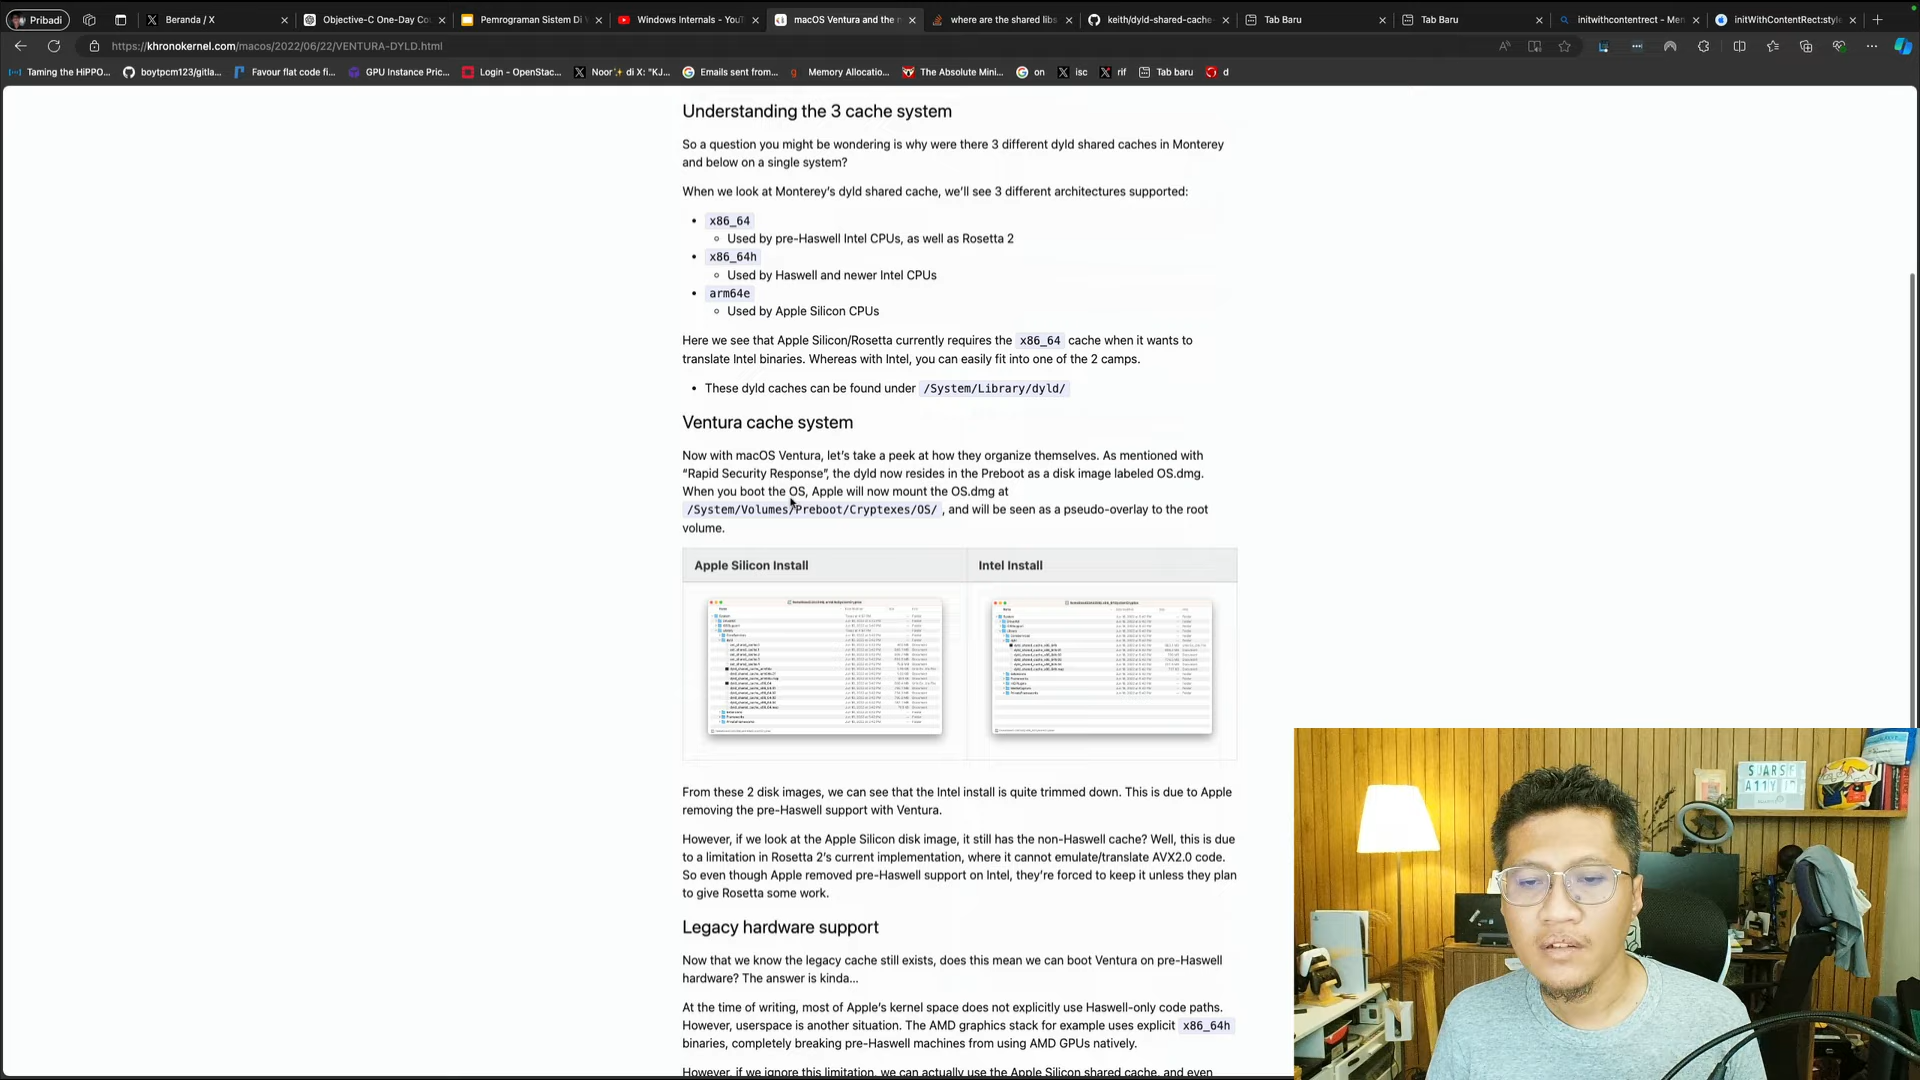 Pribadi
Beranda / X
Objective-C One-Day Co
Pemrograman Sistem Di
Windows Internals - YouT
macOS Ventura and the n
where are the shared libs
keith/dyld-shared-cache-
Tab Baru
Tab Baru
initwithcontentrect - Me
initWithContentRect:style
https://khronokernel.com/macos/2022/06/22/VENTURA-DYLD.html
Taming the HiPPO...
boytpcm123/gitla...
Favour flat code fi...
GPU Instance Pric...
Login - OpenStac...
Noor✨ di X: "KJ...
Emails sent from...
Memory Allocatio...
The Absolute Mini...
on
isc
rif
Tab baru
d
Understanding the 3 cache system
So a question you might be wondering is why were there 3 different dyld shared caches in Monterey
and below on a single system?
When we look at Monterey's dyld shared cache, we'll see 3 different architectures supported:
• x86_64
Used by pre-Haswell Intel CPUs, as well as Rosetta 2
• x86_64h
Used by Haswell and newer Intel CPUs
• arm64e
Used by Apple Silicon CPUs
Here we see that Apple Silicon/Rosetta currently requires the x86_64 cache when it wants to
translate Intel binaries. Whereas with Intel, you can easily fit into one of the 2 camps.
• These dyld caches can be found under /System/Library/dyld/
Ventura cache system
Now with macOS Ventura, let's take a peek at how they organize themselves. As mentioned with
"Rapid Security Response", the dyld now resides in the Preboot as a disk image labeled OS.dmg.
When you boot the OS, Apple will now mount the OS.dmg at
/System/Volumes/Preboot/Cryptexes/OS/ , and will be seen as a pseudo-overlay to the root
volume.
Apple Silicon Install
Intel Install
From these 2 disk images, we can see that the Intel install is quite trimmed down. This is due to Apple
removing the pre-Haswell support with Ventura.
However, if we look at the Apple Silicon disk image, it still has the non-Haswell cache? Well, this is due
to a limitation in Rosetta 2's current implementation, where it cannot emulate/translate AVX2.0 code.
So even though Apple removed pre-Haswell support on Intel, they're forced to keep it unless they plan
to give Rosetta some work.
Legacy hardware support
Now that we know the legacy cache still exists, does this mean we can boot Ventura on pre-Haswell
hardware? The answer is kinda...
At the time of writing, most of Apple's kernel space does not explicitly use Haswell-only code paths.
However, userspace is another situation. The AMD graphics stack for example uses explicit x86_64h
binaries, completely breaking pre-Haswell machines from using AMD GPUs natively.
However, if we ignore this limitation, we can actually use the Apple Silicon shared cache, and even